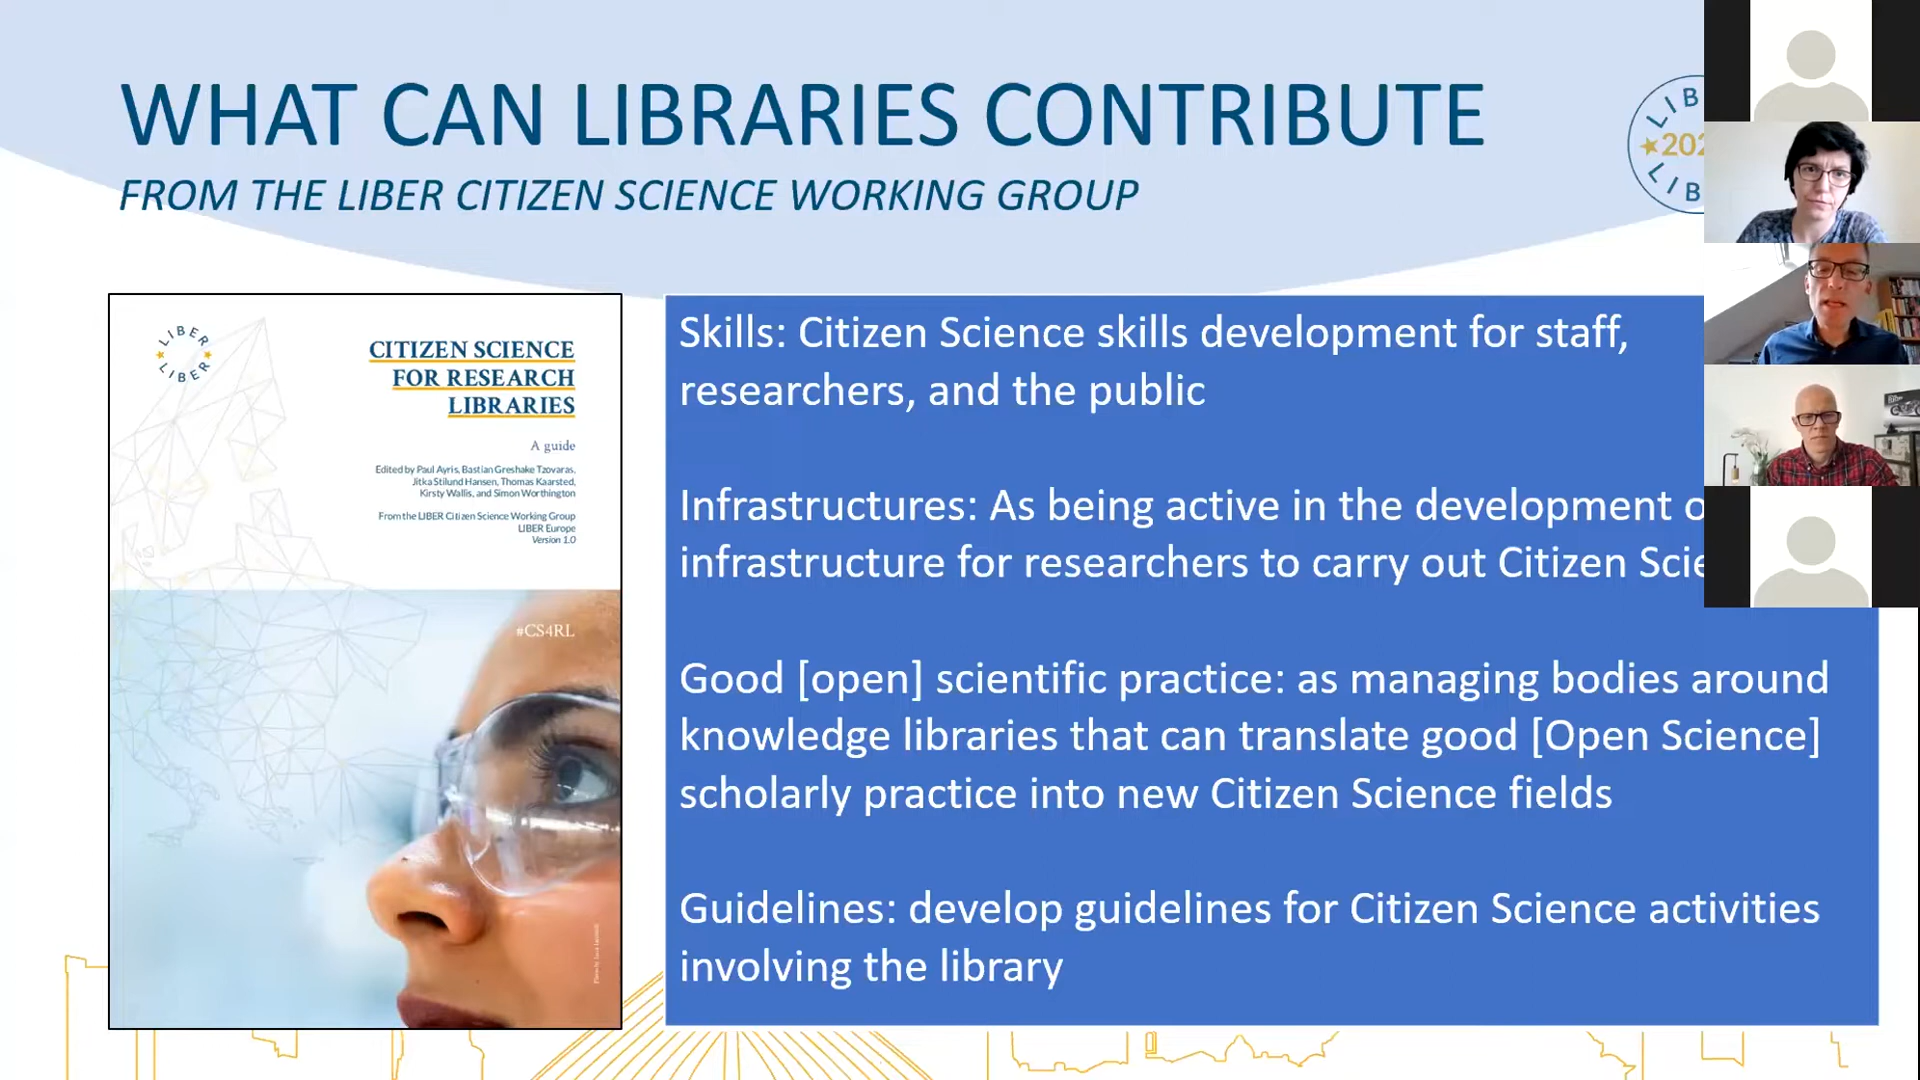 WHAT CAN LIBRARIES CONTRIBUTE
FROM THE LIBER CITIZEN SCIENCE WORKING GROUP
LIB
★202
LIB
LIBER
LIBER
CITIZEN SCIENCE
FOR RESEARCH
LIBRARIES
A guide
Edited by Paul Ayris, Bastian Greshake Tzovaras,
Jitka Stilund Hansen, Thomas Kaarsted,
Kirsty Wallis, and Simon Worthington
From the LIBER Citizen Science Working Group
LIBER Europe
Version 1.0
#CS4RL
Skills: Citizen Science skills development for staff,
researchers, and the public
Infrastructures: As being active in the development o
infrastructure for researchers to carry out Citizen Scie
Good [open] scientific practice: as managing bodies around
knowledge libraries that can translate good [Open Science]
scholarly practice into new Citizen Science fields
Guidelines: develop guidelines for Citizen Science activities
involving the library